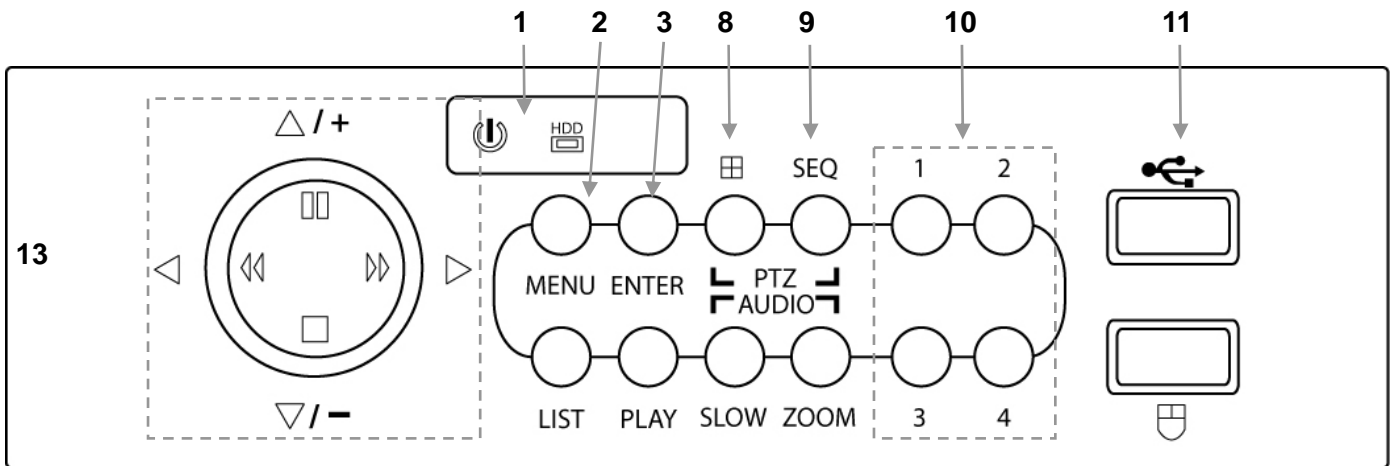 1 2 3 8 9 10 11
/ +
HDD
SEQ 1 2
13
MENU ENTER PTZ
AUDIO
/ −
LIST PLAY SLOW ZOOM 3 4